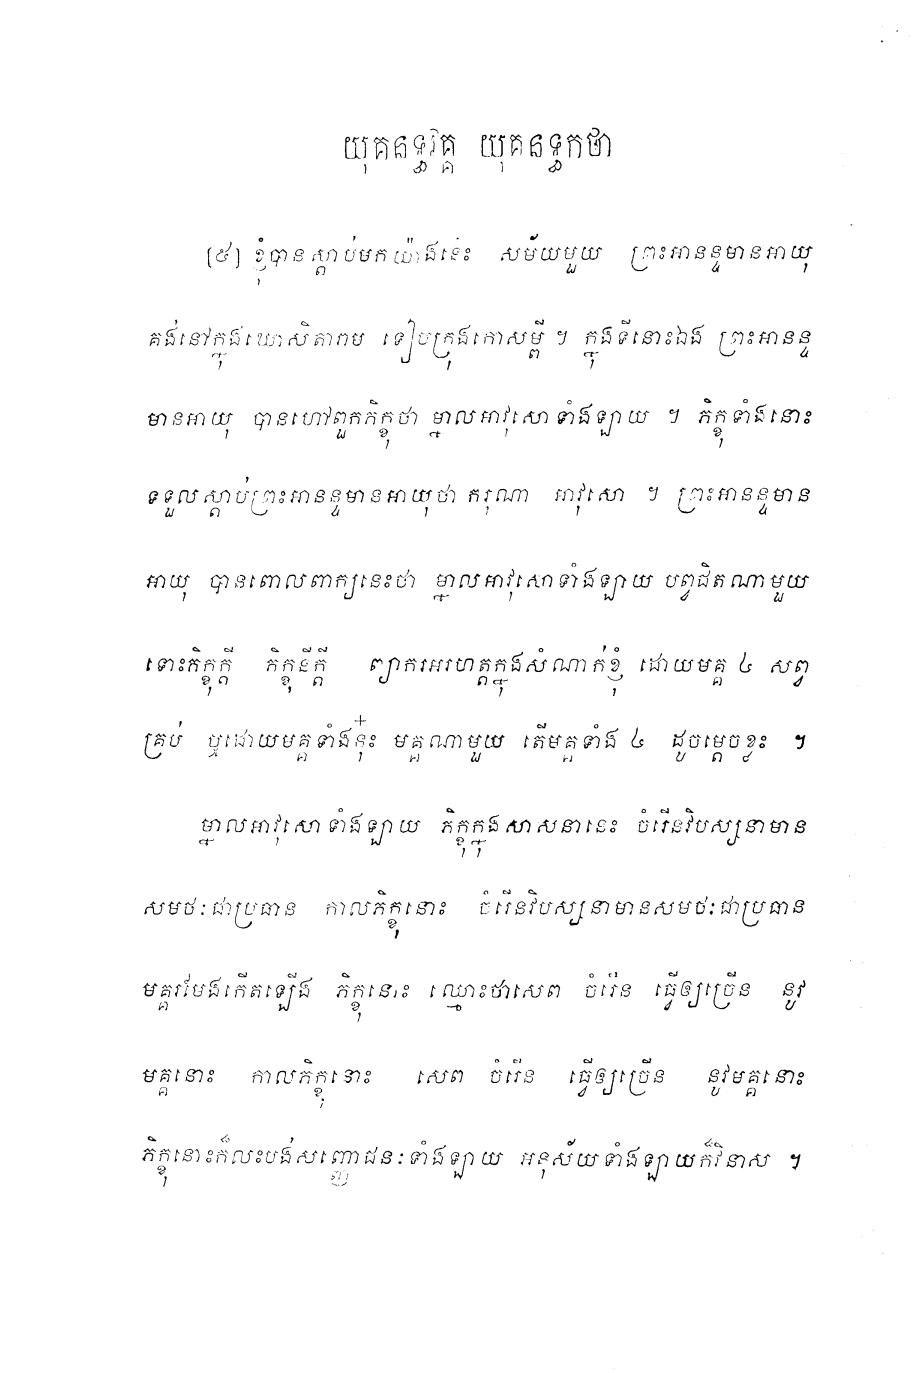 យុគនទ្ធវគ្គ យុគនទ្ធកថា
(៥) ខ្ញុំបានស្តាប់មកយ៉ាងនេះ សម័យមួយ ព្រះអានន្ទមានអាយុ
គង់នៅក្នុងឃោសិតារាម ទៀបក្រុងកោសម្ពី ។ ក្នុងទីនោះឯង ព្រះអានន្ទ
មានអាយុ បានហៅពួកភិក្ខុថា ម្នាលអាវុសោទាំងឡាយ ។ ភិក្ខុទាំងនោះ
ទទួលស្តាប់ព្រះអានន្ទមានអាយុថា ករុណា អាវុសោ ។ ព្រះអានន្ទមាន
អាយុ បានពោលពាក្យនេះថា ម្នាលអាវុសោទាំងឡាយ បព្វជិតណាមួយ
ទោះភិក្ខុក្តី ភិក្ខុនីក្តី ព្យាករអរហត្តក្នុងសំណាក់ខ្ញុំ ដោយមគ្គ ៤ សព្វ
គ្រប់ ឬដោយមគ្គទាំងនុ៎ះ មគ្គណាមួយ តើមគ្គទាំង ៤ ដូចម្តេចខ្លះ ។
ម្នាលអាវុសោទាំងឡាយ ភិក្ខុក្នុងសាសនានេះ ចំរើនវិបស្សនាមាន
សមថៈជាប្រធាន កាលភិក្ខុនោះ ចំរើនវិបស្សនាមានសមថៈជាប្រធាន
មគ្គរមែងកើតឡើង ភិក្ខុនោះ ឈ្មោះថាសេព ចំរើន ធ្វើឲ្យច្រើន នូវ
មគ្គនោះ កាលភិក្ខុនោះ សេព ចំរើន ធ្វើឲ្យច្រើន នូវមគ្គនោះ
ភិក្ខុនោះក៏លះបង់សញ្ញោជនៈទាំងឡាយ អនុស័យទាំងឡាយក៏វិនាស ។